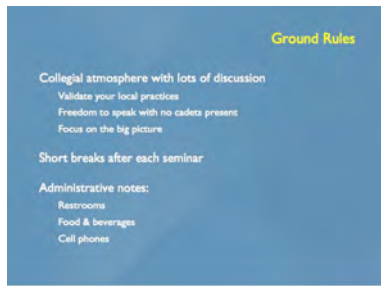 Ground Rules
Collegial atmosphere with lots of discussion
Validate your local practices
Freedom to speak with no cadets present
Focus on the big picture
Short breaks after each seminar
Administrative notes:
Restrooms
Food & beverages
Cell phones